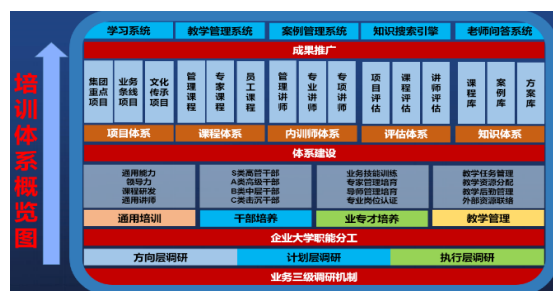 培训体系概览图
学习系统 教学管理系统 案例管理系统 知识搜索引擎 老师问答系统
成果推广
集团重点项目 业务条线项目 文化传承项目 管理课程 专家课程 员工课程 管理讲师 专业讲师 专项讲师 项目评估 课程评估 讲师评估 课程库 案例库 方案库
项目体系 课程体系 内训师体系 评估体系 知识体系
体系建设
通用能力 S类高管干部 业务技能训练 教学任务管理
领导力 A类高级干部 专家管理培育 教学资源分配
课程研发 B类中层干部 导师管理培育 教学后勤管理
通用讲师 C类基沉干部 专业岗位认证 外部资源联络
通用培训 干部培养 业专才培养 教学管理
企业大学职能分工
方向层调研 计划层调研 执行层调研
业务三级调研机制